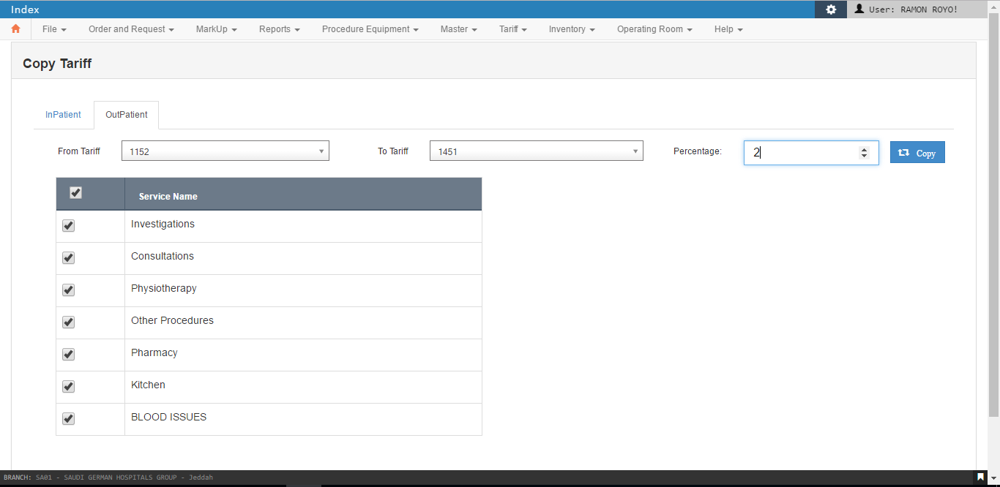 Index User: RAMON ROYO!
File Order and Request MarkUp Reports Procedure Equipment Master Tariff Inventory Operating Room Help
Copy Tariff
InPatient OutPatient
From Tariff 1152 To Tariff 1451 Percentage: 2 Copy
Service Name
Investigations
Consultations
Physiotherapy
Other Procedures
Pharmacy
Kitchen
BLOOD ISSUES
BRANCH: SA01 - SAUDI GERMAN HOSPITALS GROUP - Jeddah